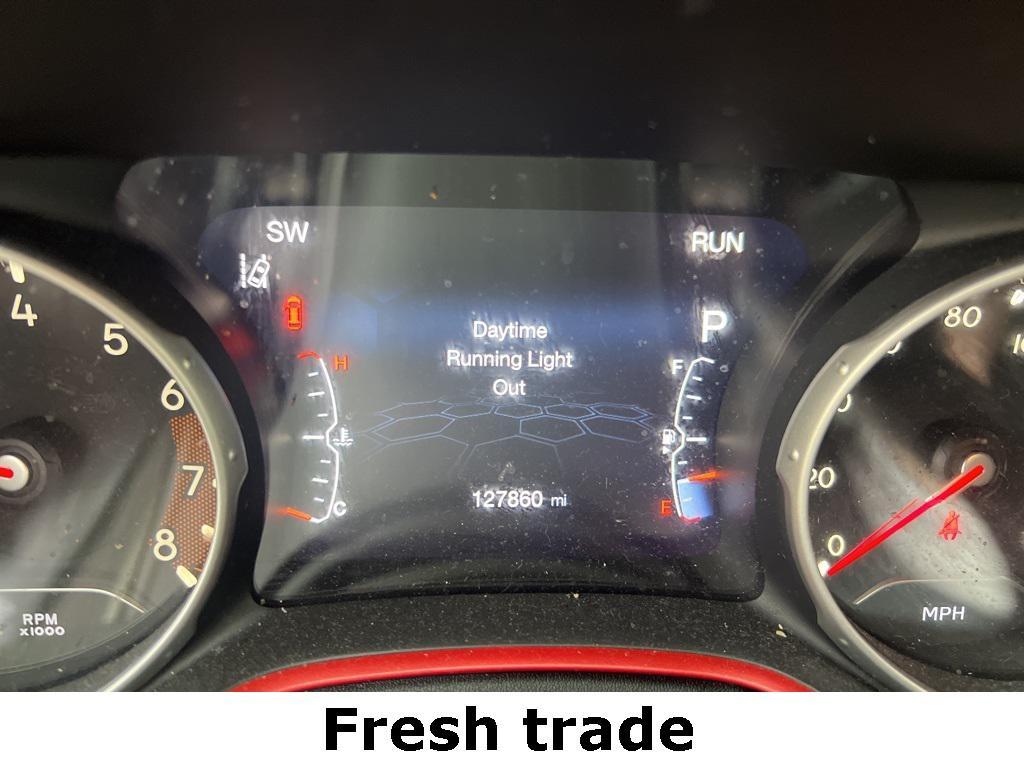 SW
RUN
4
5
6
7
8
RPM
x1000
H
C
Daytime
Running Light
Out
127860 mi
P
F
E
80
20
0
MPH
Fresh trade